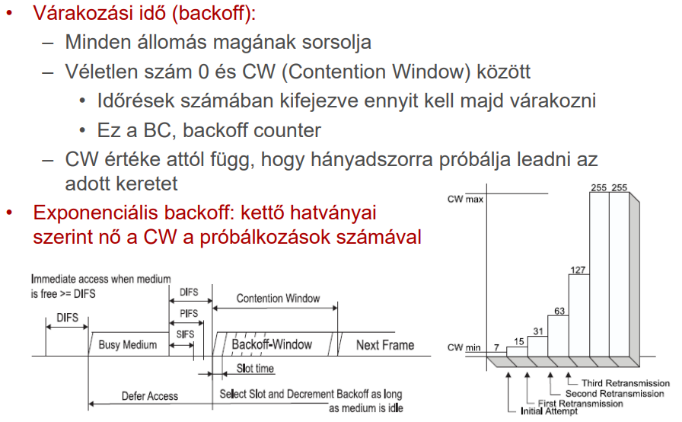 • Várakozási idő (backoff):
– Minden állomás magának sorsolja
– Véletlen szám 0 és CW (Contention Window) között
• Időrések számában kifejezve ennyit kell majd várakozni
• Ez a BC, backoff counter
– CW értéke attól függ, hogy hányadszorra próbálja leadni az
adott keretet
• Exponenciális backoff: kettő hatványai
szerint nő a CW a próbálkozások számával
Immediate access when medium
is free >= DIFS
DIFS
Busy Medium
DIFS
PIFS
SIFS
Contention Window
Backoff-Window
Next Frame
Slot time
Defer Access
Select Slot and Decrement Backoff as long
as medium is idle
CW max
255 255
127
63
31
15
CW min
7
Third Retransmission
Second Retransmission
First Retransmission
Initial Attempt